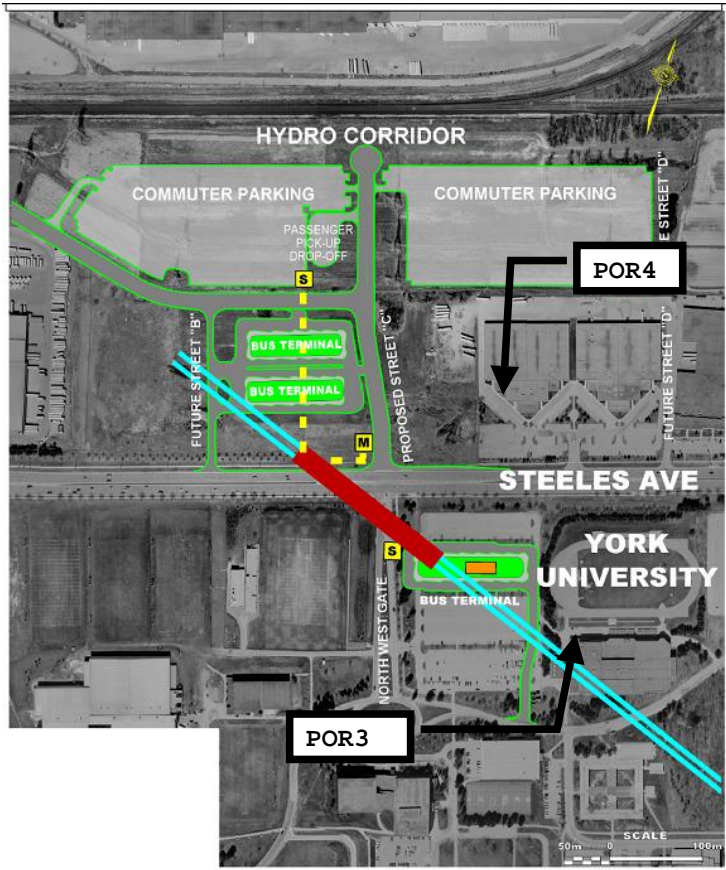 HYDRO CORRIDOR
COMMUTER PARKING
COMMUTER PARKING
E STREET "D"
PASSENGER
PICK-UP
DROP-OFF
S
POR4
BUS TERMINAL
BUS TERMINAL
FUTURE STREET "B"
PROPOSED STREET "C"
FUTURE STREET "D"
M
STEELES AVE
S
YORK
UNIVERSITY
BUS TERMINAL
NORTH WEST GATE
POR3
SCALE
50m 0 100m